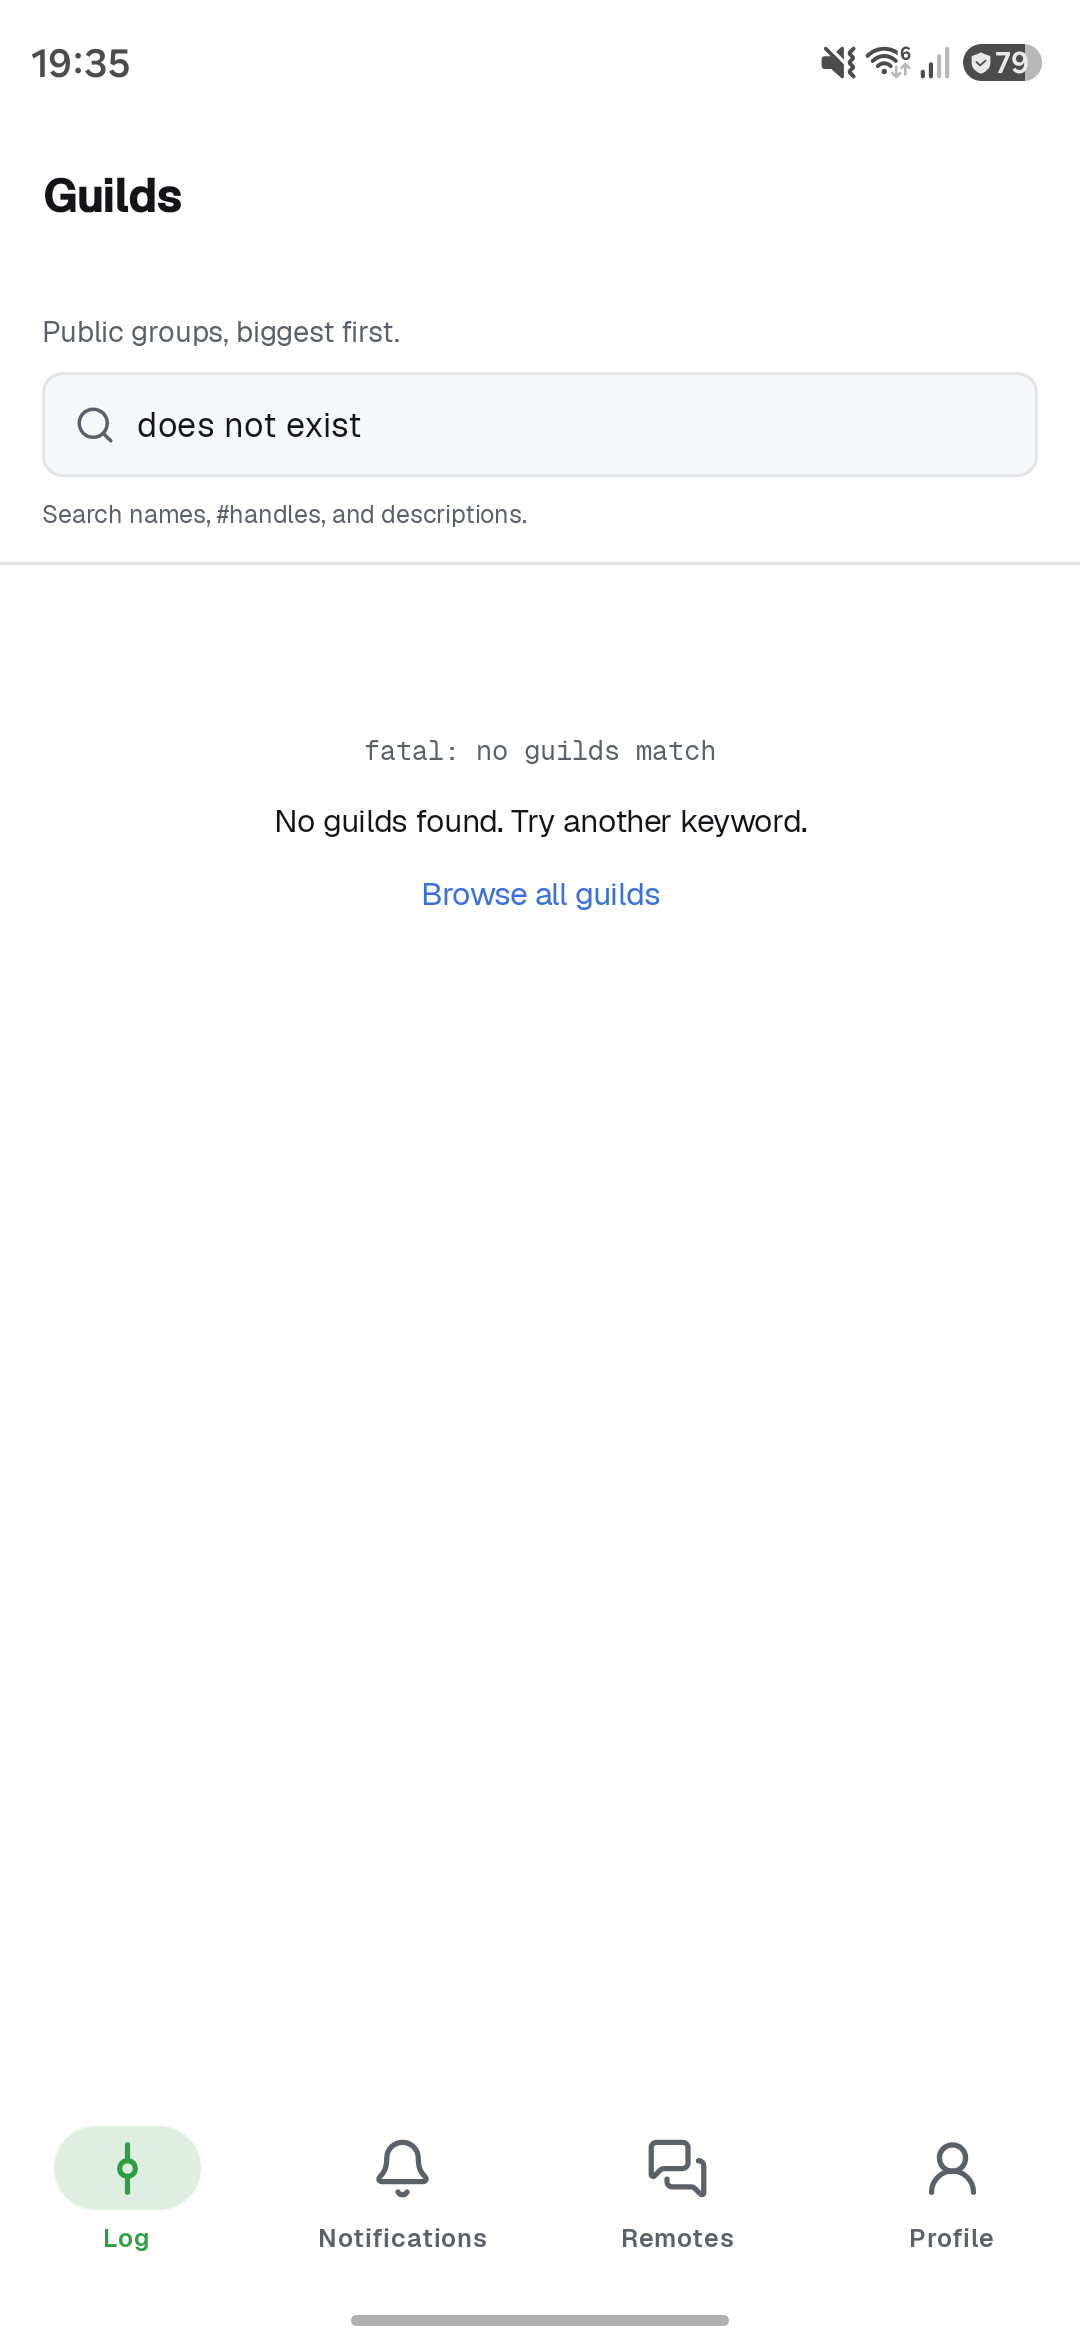 19:35
6
79
Guilds
Public groups, biggest first.
does not exist
Search names, #handles, and descriptions.
fatal: no guilds match
No guilds found. Try another keyword.
Browse all guilds
Log
Notifications
Remotes
Profile